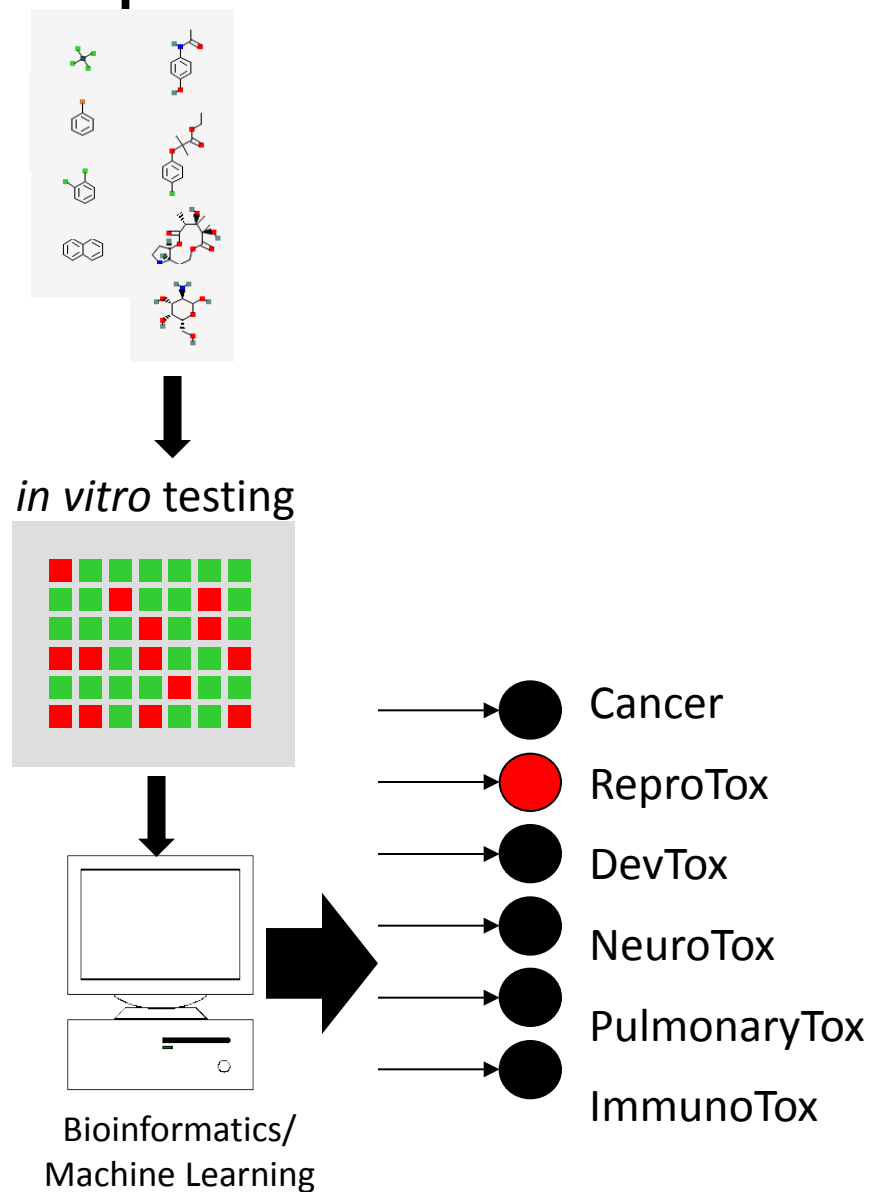 in vitro testing
Cancer
ReproTox
DevTox
NeuroTox
PulmonaryTox
ImmunoTox
Bioinformatics/
Machine Learning